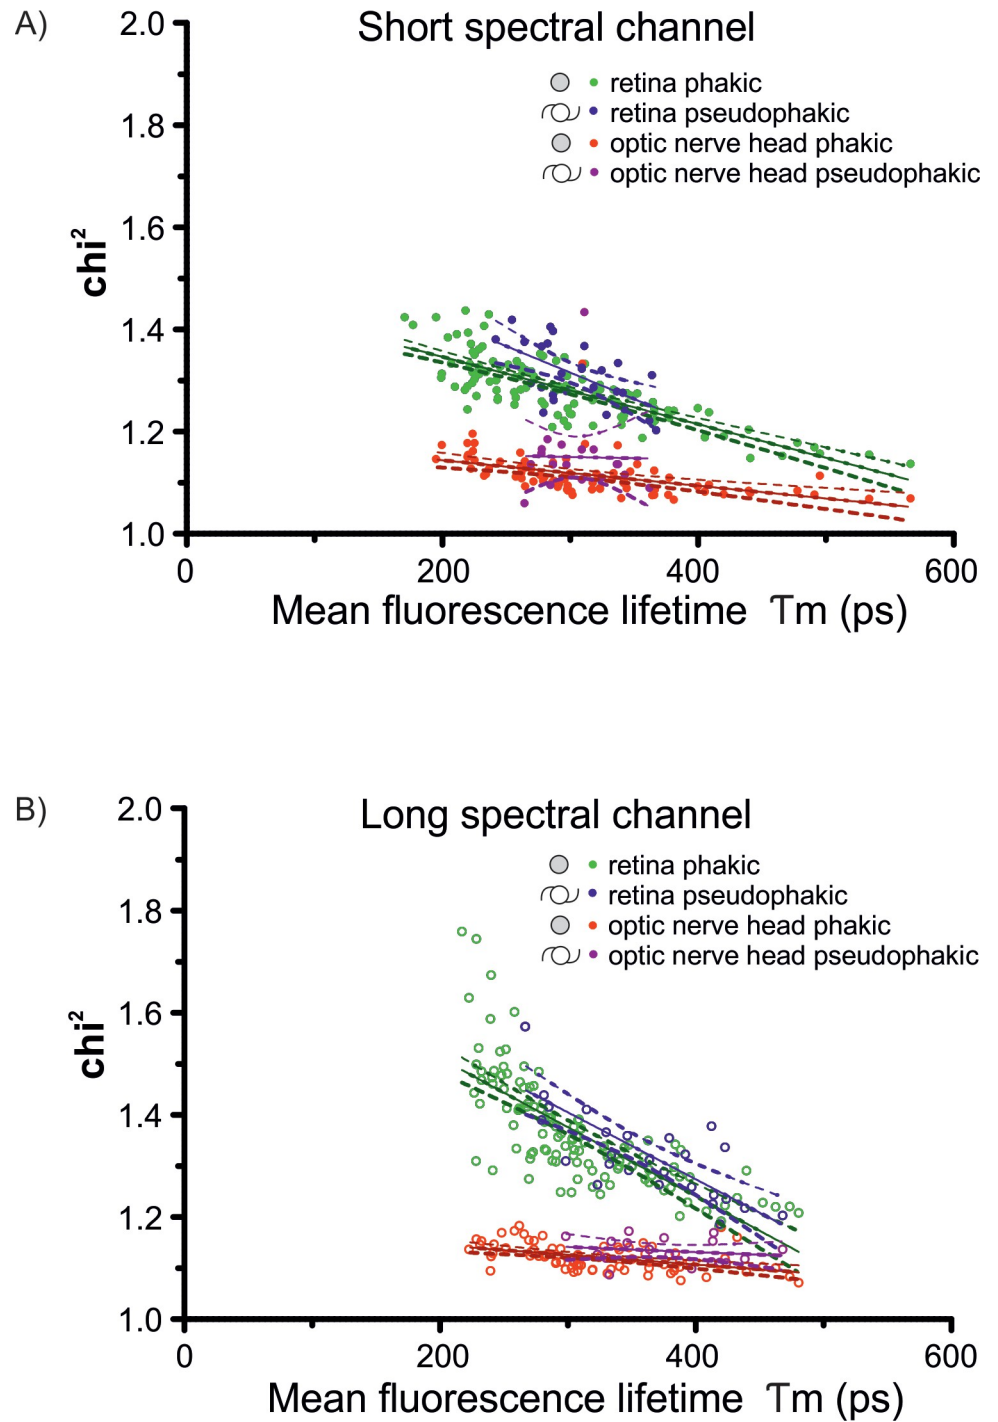 A)
Short spectral channel
2.0
1.8
1.6
1.4
1.2
1.0
chi²
retina phakic
retina pseudophakic
optic nerve head phakic
optic nerve head pseudophakic
0 200 400 600
Mean fluorescence lifetime Ƭm (ps)
B)
Long spectral channel
2.0
1.8
1.6
1.4
1.2
1.0
chi²
retina phakic
retina pseudophakic
optic nerve head phakic
optic nerve head pseudophakic
0 200 400 600
Mean fluorescence lifetime Ƭm (ps)